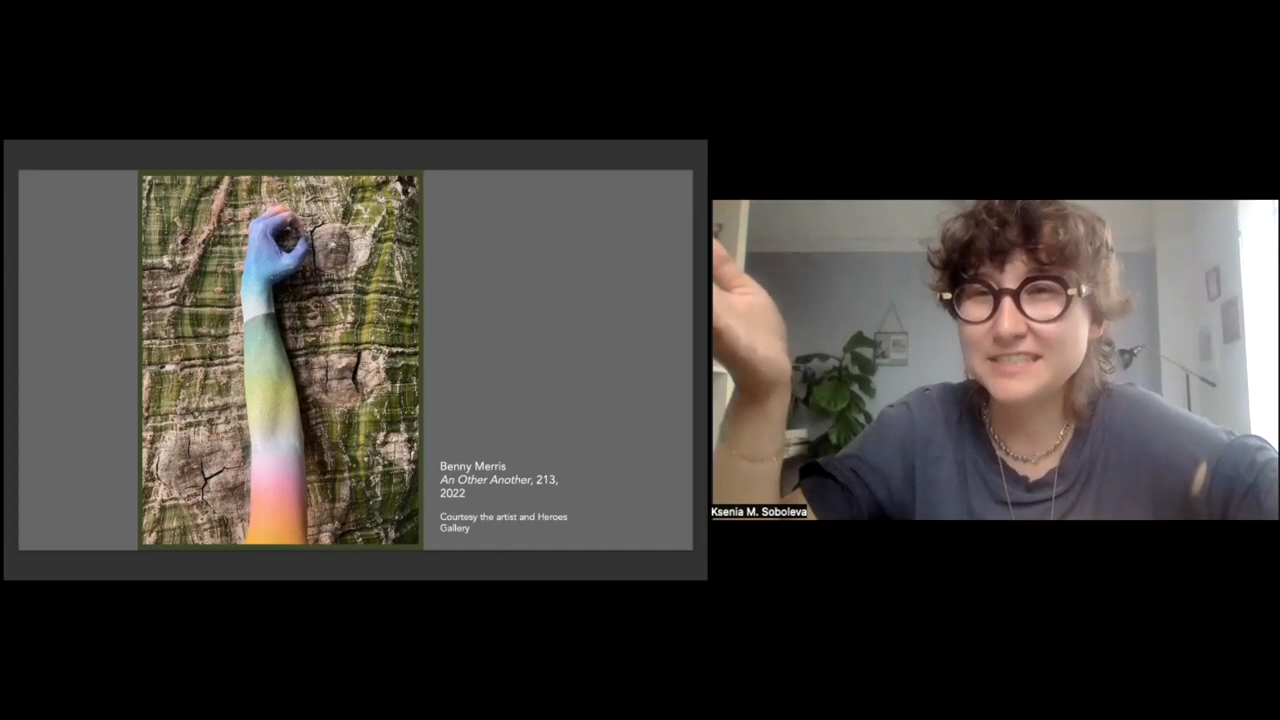 Benny Merris
An Other Another, 213,
2022
Courtesy the artist and Heroes
Gallery
Ksenia M. Soboleva